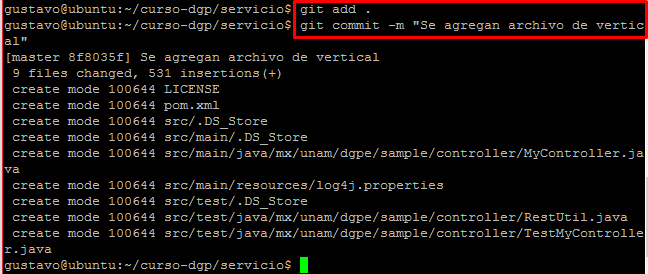 gustavo@ubuntu:~/curso-dgp/servicio$ git add .
gustavo@ubuntu:~/curso-dgp/servicio$ git commit -m "Se agregan archivo de vertic
al"
[master 8f8035f] Se agregan archivo de vertical
 9 files changed, 531 insertions(+)
 create mode 100644 LICENSE
 create mode 100644 pom.xml
 create mode 100644 src/.DS_Store
 create mode 100644 src/main/.DS_Store
 create mode 100644 src/main/java/mx/unam/dgpe/sample/controller/MyController.ja
va
 create mode 100644 src/main/resources/log4j.properties
 create mode 100644 src/test/.DS_Store
 create mode 100644 src/test/java/mx/unam/dgpe/sample/controller/RestUtil.java
 create mode 100644 src/test/java/mx/unam/dgpe/sample/controller/TestMyControlle
r.java
gustavo@ubuntu:~/curso-dgp/servicio$